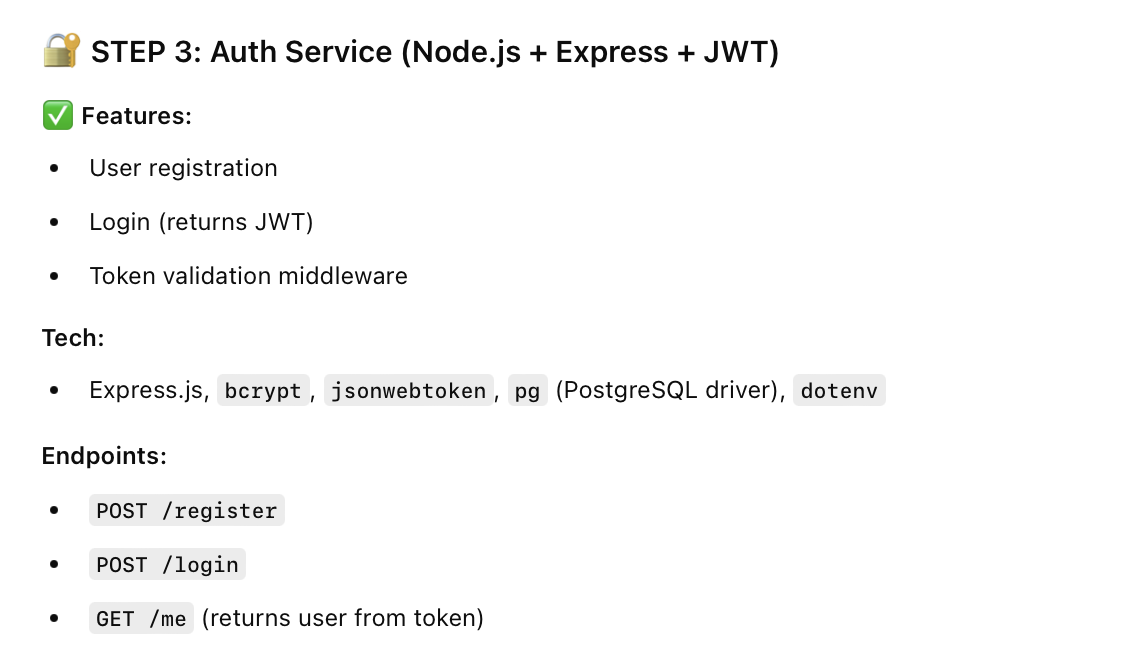 🔐 STEP 3: Auth Service (Node.js + Express + JWT)
✅ Features:
• User registration
• Login (returns JWT)
• Token validation middleware
Tech:
• Express.js, bcrypt, jsonwebtoken, pg (PostgreSQL driver), dotenv
Endpoints:
• POST /register
• POST /login
• GET /me (returns user from token)